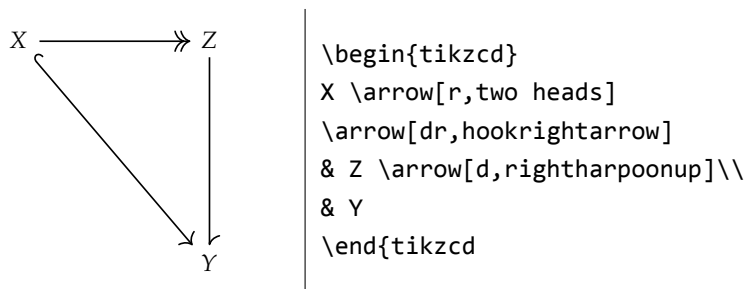 X Z
Y
\begin{tikzcd}
X \arrow[r,two heads]
\arrow[dr,hookrightarrow]
& Z \arrow[d,rightharpoonup]\\
& Y
\end{tikzcd